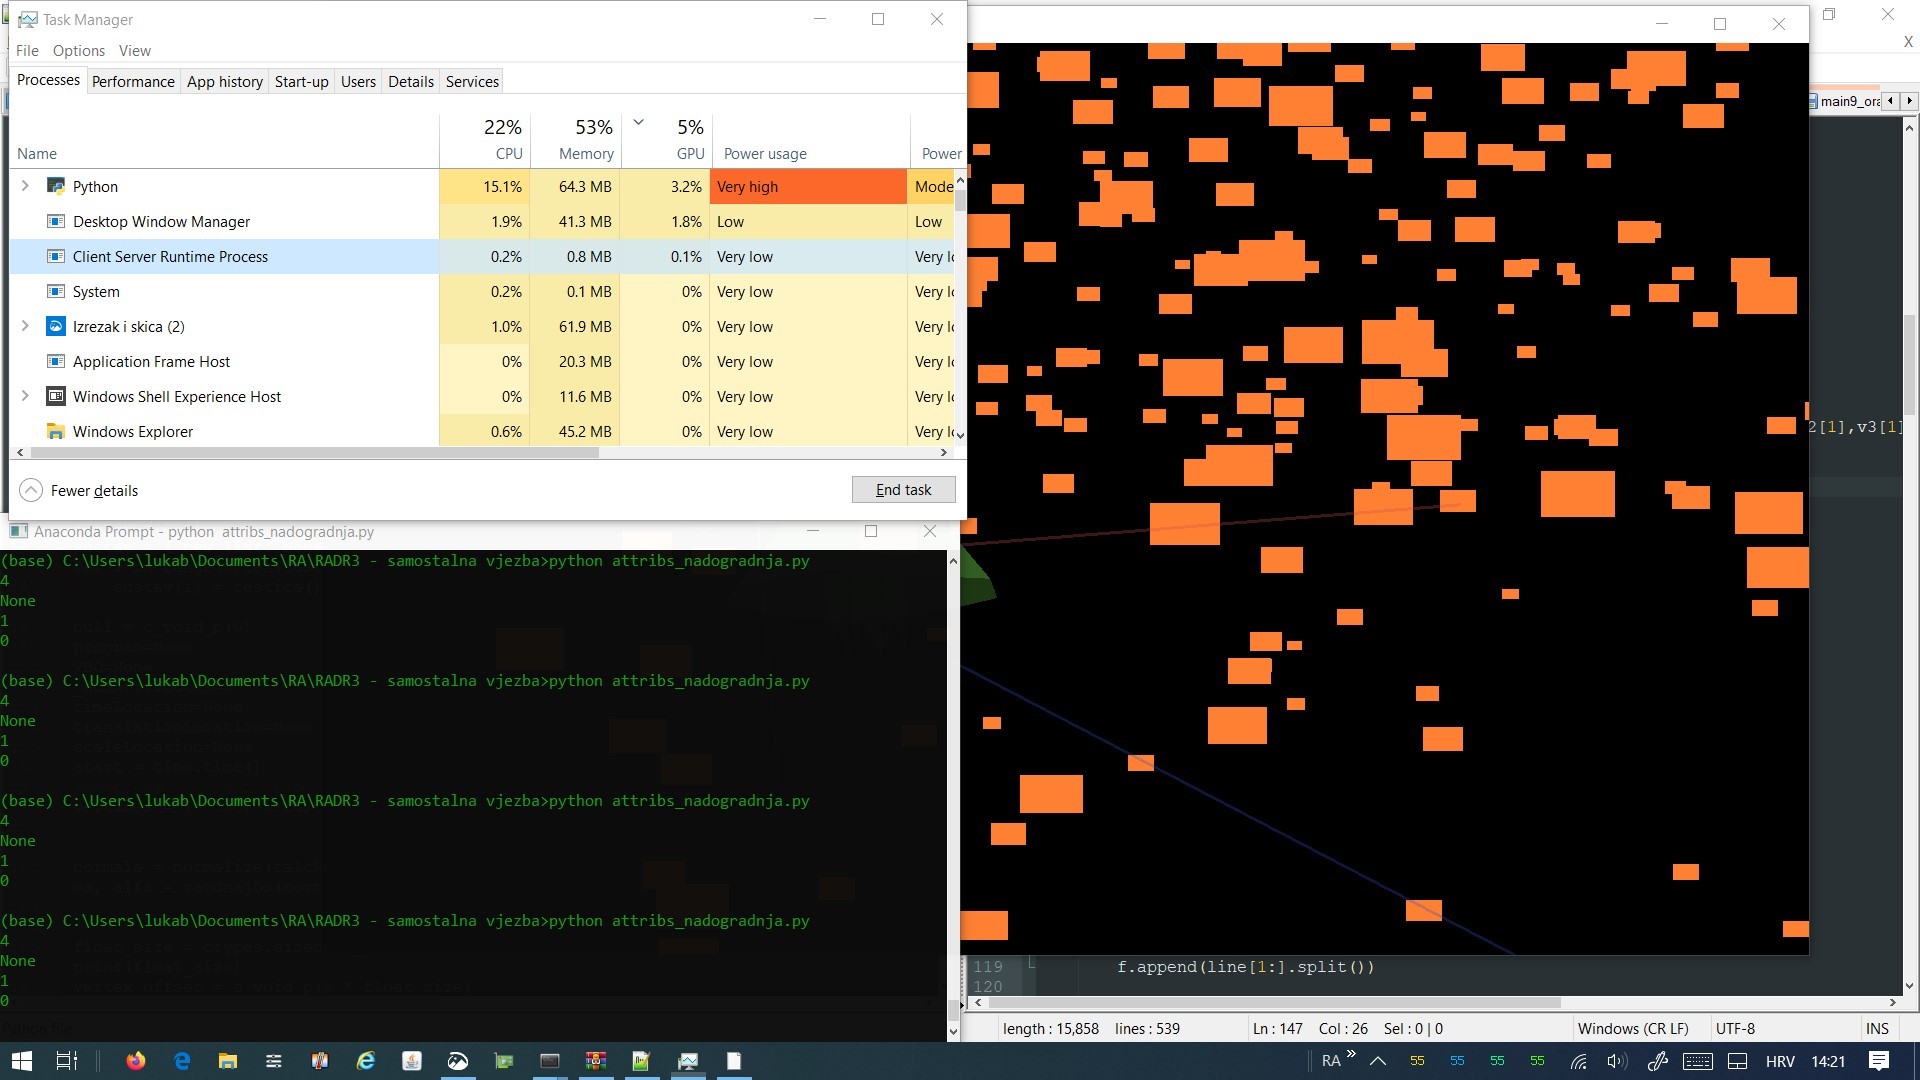 Task Manager
File Options View
Processes Performance App history Start-up Users Details Services
22% 53% 5%
Name CPU Memory GPU Power usage Power
Python 15.1% 64.3 MB 3.2% Very high Mode
Desktop Window Manager 1.9% 41.3 MB 1.8% Low Low
Client Server Runtime Process 0.2% 0.8 MB 0.1% Very low Very l
System 0.2% 0.1 MB 0% Very low Very l
Izrezak i skica (2) 1.0% 61.9 MB 0% Very low Very l
Application Frame Host 0% 20.3 MB 0% Very low Very l
Windows Shell Experience Host 0% 11.6 MB 0% Very low Very l
Windows Explorer 0.6% 45.2 MB 0% Very low Very l
Fewer details End task
Anaconda Prompt - python attribs_nadogradnja.py
(base) C:\Users\lukab\Documents\RA\RADR3 - samostalna vjezba>python attribs_nadogradnja.py
4
None
1
0
(base) C:\Users\lukab\Documents\RA\RADR3 - samostalna vjezba>python attribs_nadogradnja.py
4
None
1
0
(base) C:\Users\lukab\Documents\RA\RADR3 - samostalna vjezba>python attribs_nadogradnja.py
4
None
1
0
(base) C:\Users\lukab\Documents\RA\RADR3 - samostalna vjezba>python attribs_nadogradnja.py
4
None
1
0
X
main9_ora
2[1],v3[1]
119 f.append(line[1:].split())
120
length : 15,858 lines : 539 Ln : 147 Col : 26 Sel : 0 | 0 Windows (CR LF) UTF-8 INS
RA 55 55 55 55 HRV 14:21